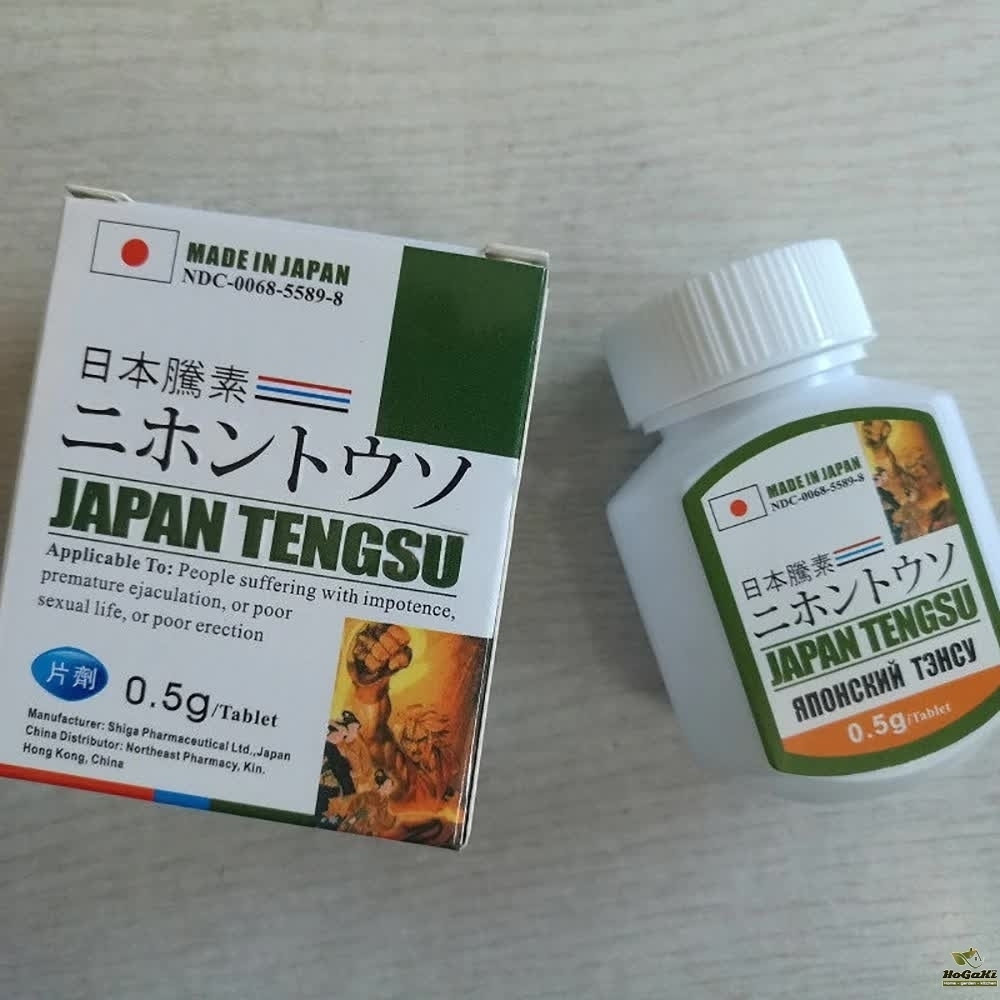 MADE IN JAPAN
NDC-0068-5589-8
日本騰素
ニホントウソ
JAPAN TENGSU
Applicable To: People suffering with impotence,
premature ejaculation, or poor
sexual life, or poor erection
片劑
0.5g/Tablet
Manufacturer: Shiga Pharmaceutical Ltd.,Japan
China Distributor: Northeast Pharmacy, Kin.
Hong Kong, China
MADE IN JAPAN
NDC-0068-5589-8
日本騰素
ニホントウソ
JAPAN TENGSU
ЯПОНСКИЙ ТЭНСУ
0.5g/Tablet
HoGaKi
Home - garden - kitchen